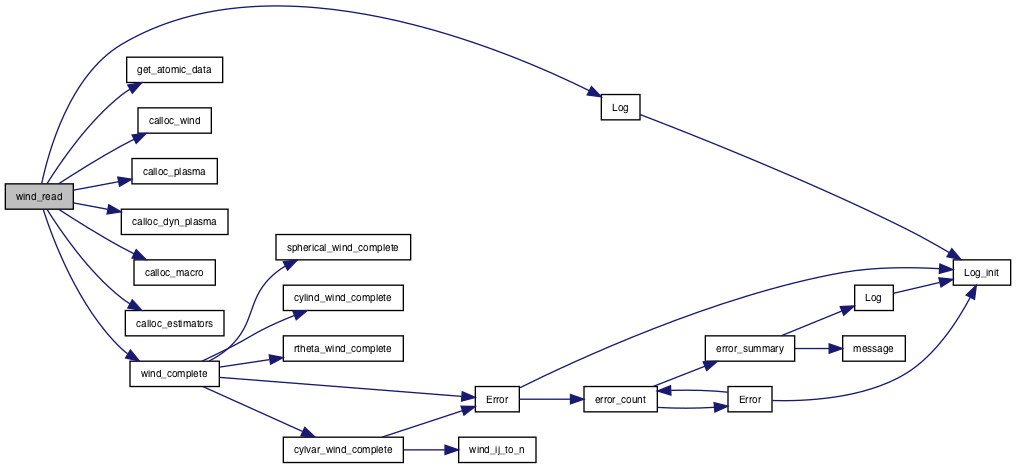 wind_read
get_atomic_data
calloc_wind
calloc_plasma
calloc_dyn_plasma
calloc_macro
calloc_estimators
wind_complete
spherical_wind_complete
cylind_wind_complete
rtheta_wind_complete
cylvar_wind_complete
Error
wind_ij_to_n
Log
error_count
error_summary
Error
Log
message
Log_init